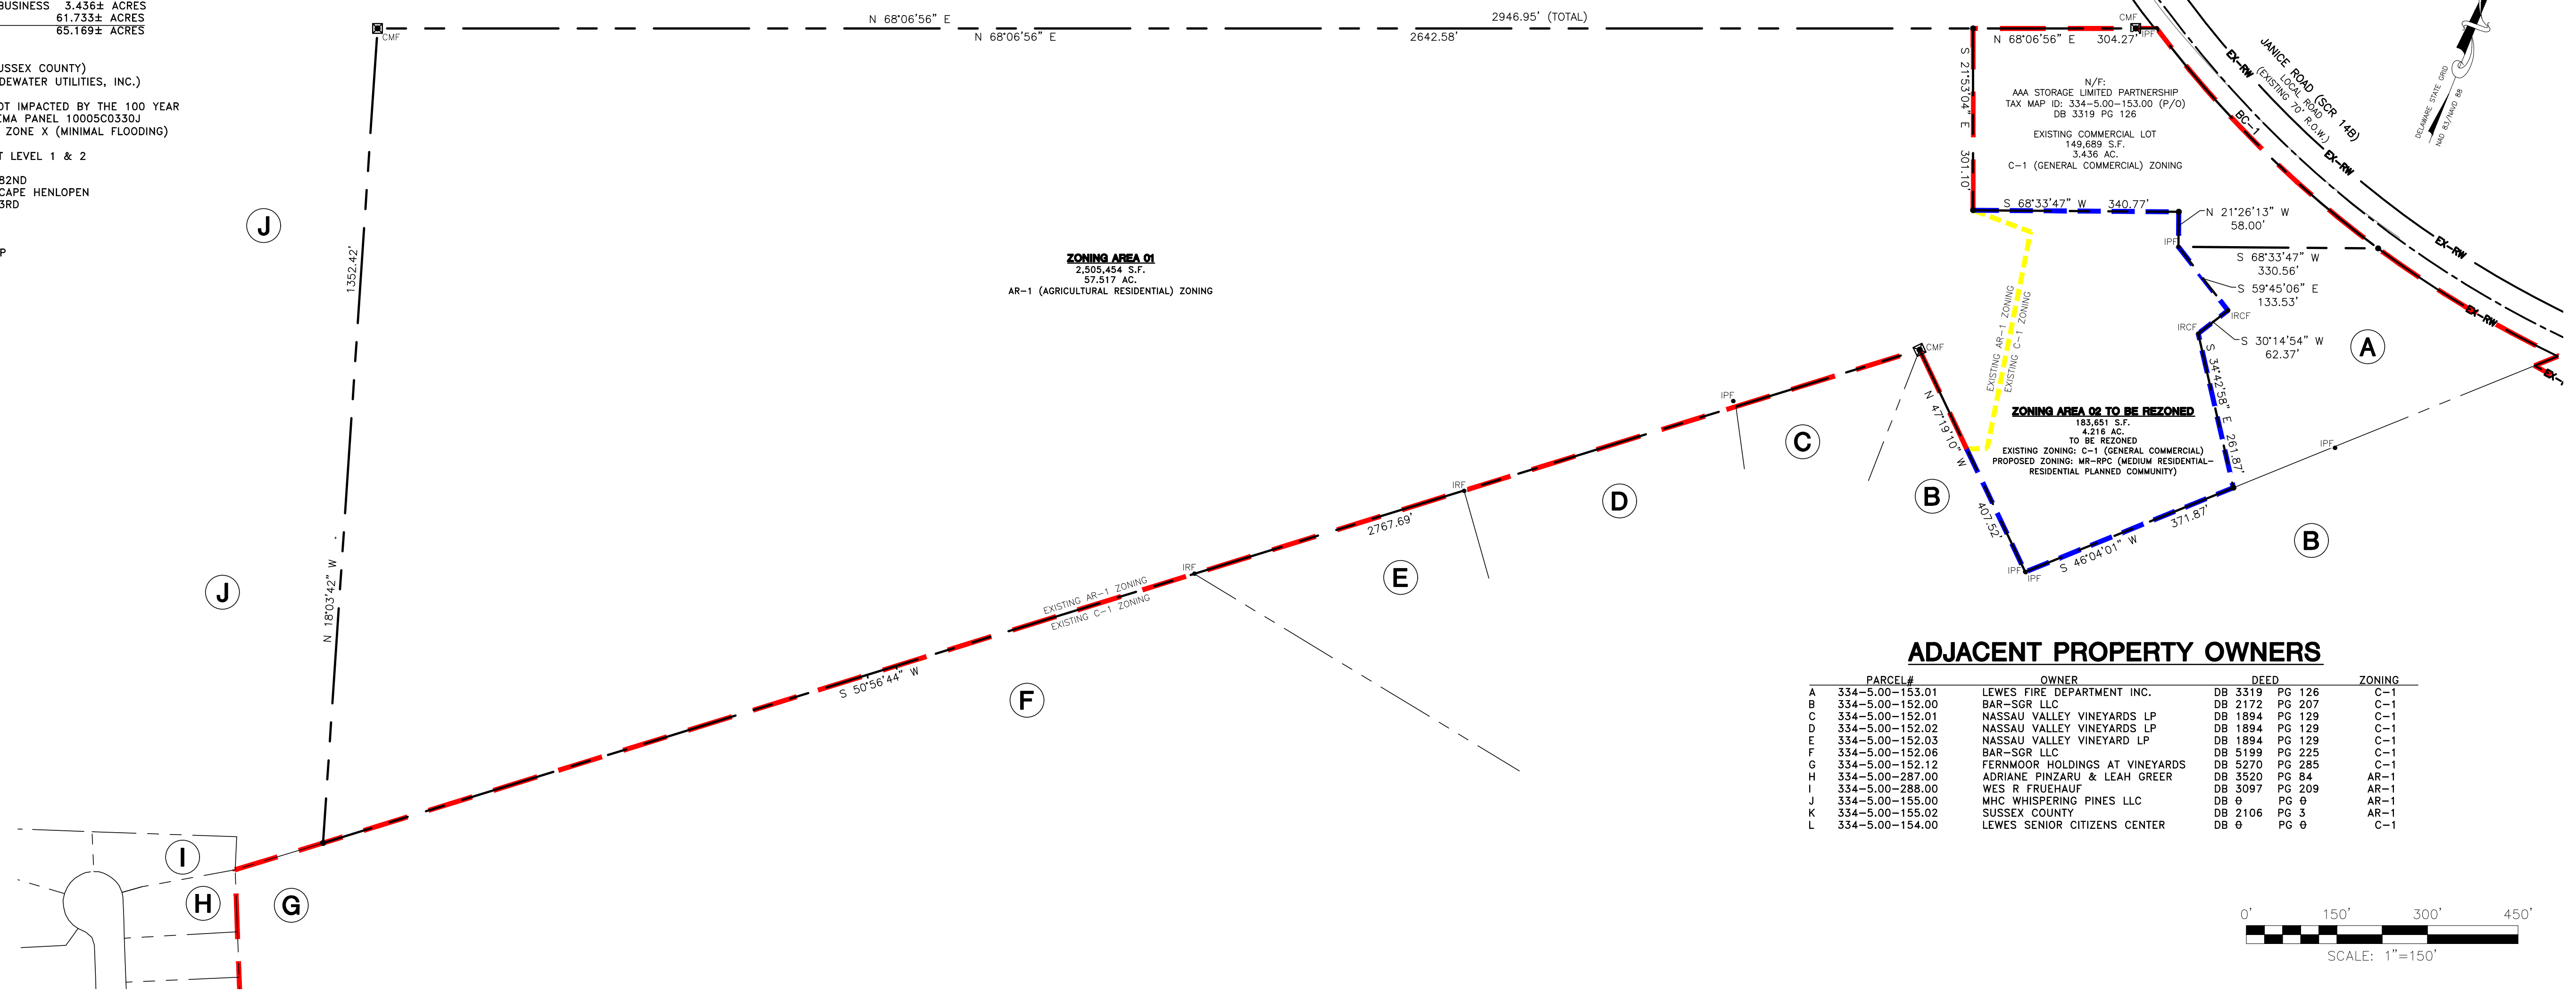 BUSINESS 3.436± ACRES
61.733± ACRES
65.169± ACRES
USSEX COUNTY)
DEWATER UTILITIES, INC.)
OT IMPACTED BY THE 100 YEAR
EMA PANEL 10005C0330J
ZONE X (MINIMAL FLOODING)
T LEVEL 1 & 2
82ND
CAPE HENLOPEN
3RD
P
CMF
N 68°06'56" E
N 68°06'56" E
2946.95' (TOTAL)
2642.58'
CMF
IPF
N 68°06'56" E 304.27'
S 21°53'04" E 301.10'
N/F:
AAA STORAGE LIMITED PARTNERSHIP
TAX MAP ID: 334-5.00-153.00 (P/O)
DB 3319 PG 126
EXISTING COMMERCIAL LOT
149,689 S.F.
3.436 AC.
C-1 (GENERAL COMMERCIAL) ZONING
BC-1
JANICE ROAD (SCR 14B)
LOCAL ROAD
(EXISTING 70' R.O.W.)
EX-RW
EX-RW
EX-RW
EX-RW
EX-RW
EX-
DELAWARE STATE GRID
NAD 83/NAVD 88
S 68°33'47" W 340.77'
N 21°26'13" W
58.00'
IPF
S 68°33'47" W
330.56'
S 59°45'06" E
133.53'
IRCF
IRCF
S 30°14'54" W
62.37'
A
J
1352.42'
ZONING AREA 01
2,505,454 S.F.
57.517 AC.
AR-1 (AGRICULTURAL RESIDENTIAL) ZONING
EXISTING AR-1 ZONING
EXISTING C-1 ZONING
CMF
N 47°19'10" W
407.52'
S 34°42'58" E 261.87'
ZONING AREA 02 TO BE REZONED
183,651 S.F.
4.216 AC.
TO BE REZONED
EXISTING ZONING: C-1 (GENERAL COMMERCIAL)
PROPOSED ZONING: MR-RPC (MEDIUM RESIDENTIAL-
RESIDENTIAL PLANNED COMMUNITY)
IPF
IPF
C
IRF
D
B
2767.69'
IPF
IPF
S 46°04'01" W
371.87'
B
J
N 18°03'42" W
IRF
E
EXISTING AR-1 ZONING
EXISTING C-1 ZONING
S 50°56'44" W
F
I
H
G
ADJACENT PROPERTY OWNERS
PARCEL# OWNER DEED ZONING
A 334-5.00-153.01 LEWES FIRE DEPARTMENT INC. DB 3319 PG 126 C-1
B 334-5.00-152.00 BAR-SGR LLC DB 2172 PG 207 C-1
C 334-5.00-152.01 NASSAU VALLEY VINEYARDS LP DB 1894 PG 129 C-1
D 334-5.00-152.02 NASSAU VALLEY VINEYARDS LP DB 1894 PG 129 C-1
E 334-5.00-152.03 NASSAU VALLEY VINEYARD LP DB 1894 PG 129 C-1
F 334-5.00-152.06 BAR-SGR LLC DB 5199 PG 225 C-1
G 334-5.00-152.12 FERNMOOR HOLDINGS AT VINEYARDS DB 5270 PG 285 C-1
H 334-5.00-287.00 ADRIANE PINZARU & LEAH GREER DB 3520 PG 84 AR-1
I 334-5.00-288.00 WES R FRUEHAUF DB 3097 PG 209 AR-1
J 334-5.00-155.00 MHC WHISPERING PINES LLC DB 0 PG 0 AR-1
K 334-5.00-155.02 SUSSEX COUNTY DB 2106 PG 3 AR-1
L 334-5.00-154.00 LEWES SENIOR CITIZENS CENTER DB 0 PG 0 C-1
0' 150' 300' 450'
SCALE: 1"=150'